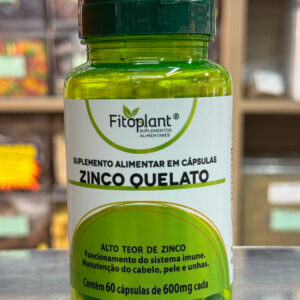 Fitoplant®
SUPLEMENTOS
ALIMENTARES
SUPLEMENTO ALIMENTAR EM CÁPSULAS
ZINCO QUELATO
ALTO TEOR DE ZINCO
Funcionamento do sistema imune.
Manutenção do cabelo, pele e unhas.
Contém 60 cápsulas de 600mg cada